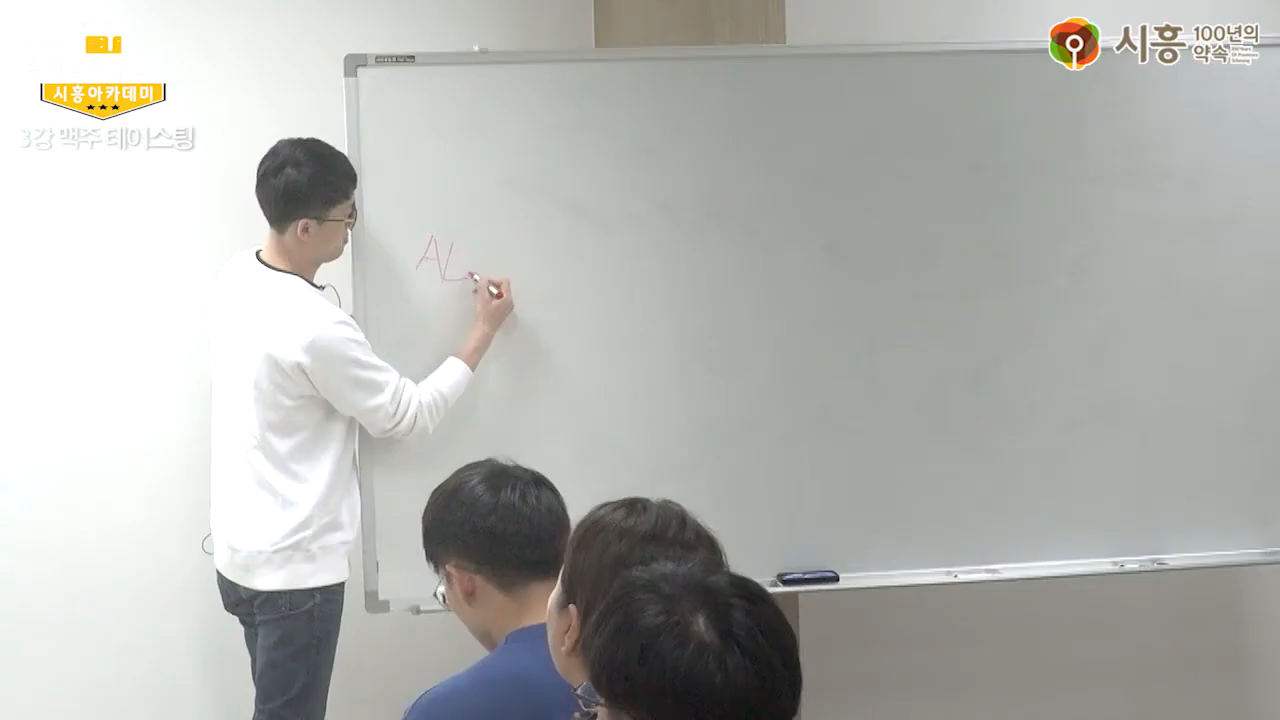 시흥아카데미
3강 맥주 테이스팅
시흥 100년의
약속
AL